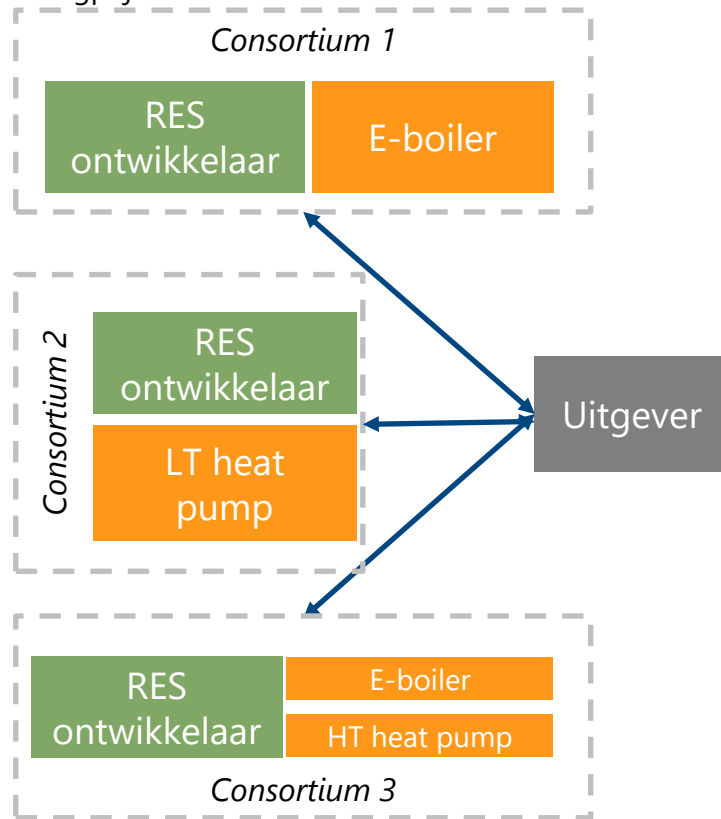 Consortium 1
RES
ontwikkelaar
E-boiler
Consortium 2
RES
ontwikkelaar
LT heat
pump
Uitgever
RES
ontwikkelaar
E-boiler
HT heat pump
Consortium 3